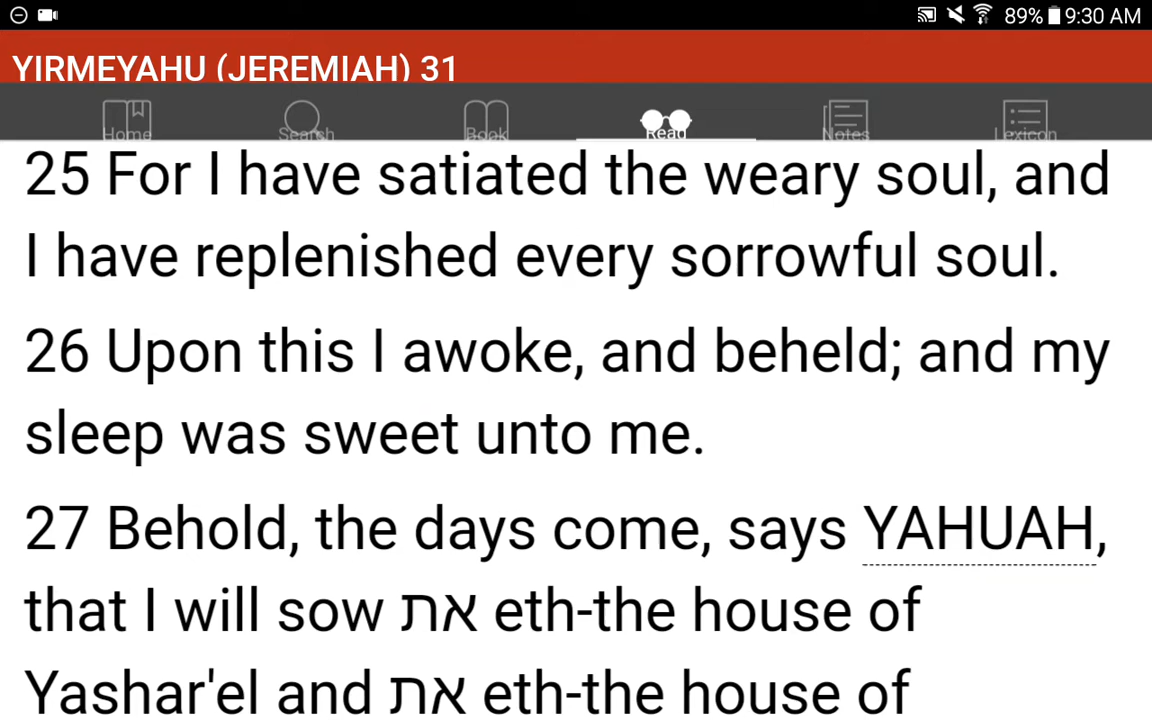 89% 9:30 AM
YIRMEYAHU (JEREMIAH) 31
Home Search Book Read Notes Lexicon
25 For I have satiated the weary soul, and
I have replenished every sorrowful soul.
26 Upon this I awoke, and beheld; and my
sleep was sweet unto me.
27 Behold, the days come, says YAHUAH,
that I will sow את eth-the house of
Yashar'el and את eth-the house of